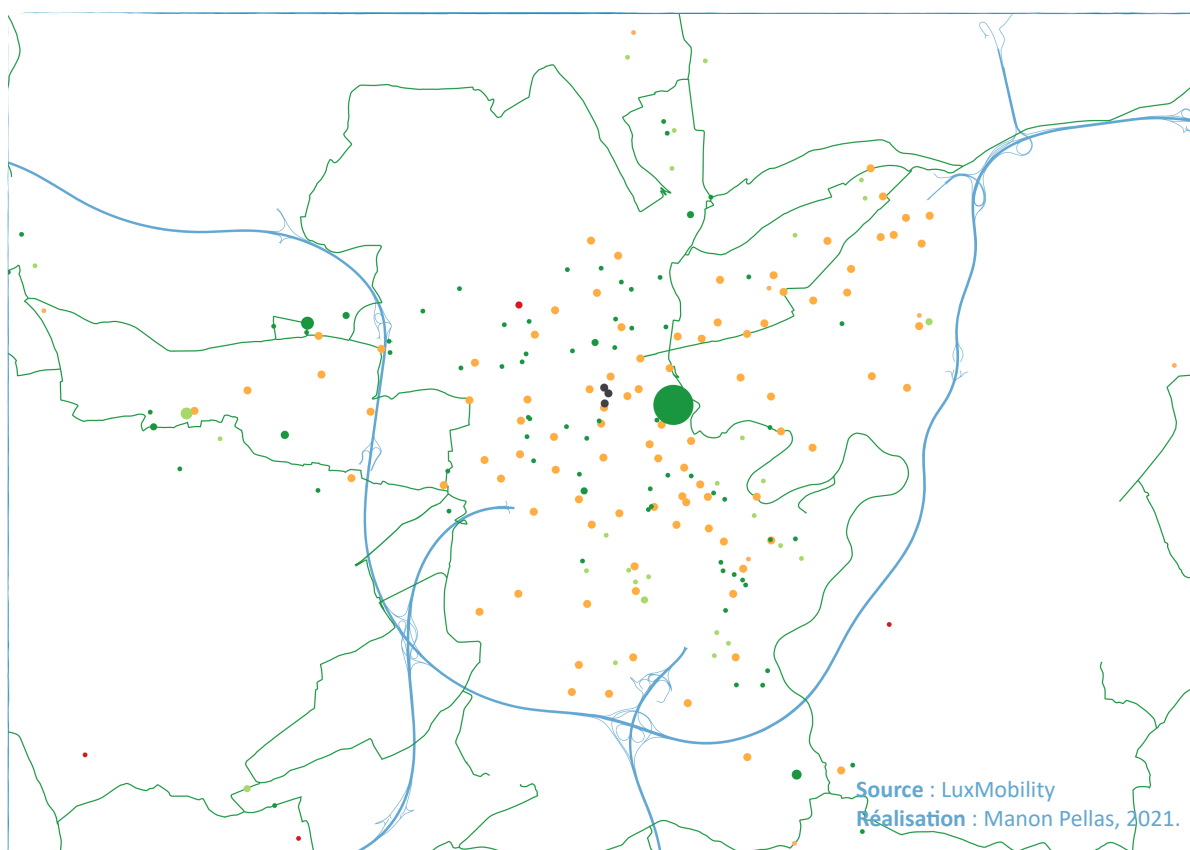 Source : LuxMobility
Réalisation : Manon Pellas, 2021.